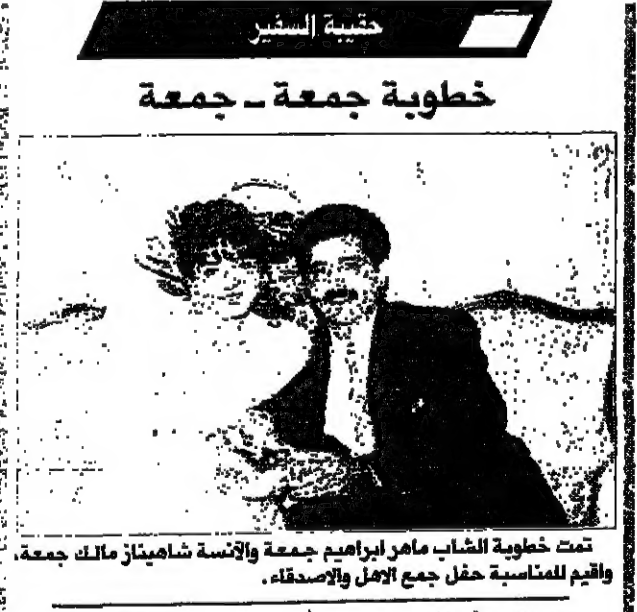 حقيبة السفير
خطوبة جمعة ـ جمعة
تمت خطوبة الشاب ماهر ابراهيم جمعة والآنسة شاهيناز مالك جمعة،
واقيم للمناسبة حفل جمع الاهل والاصدقاء.